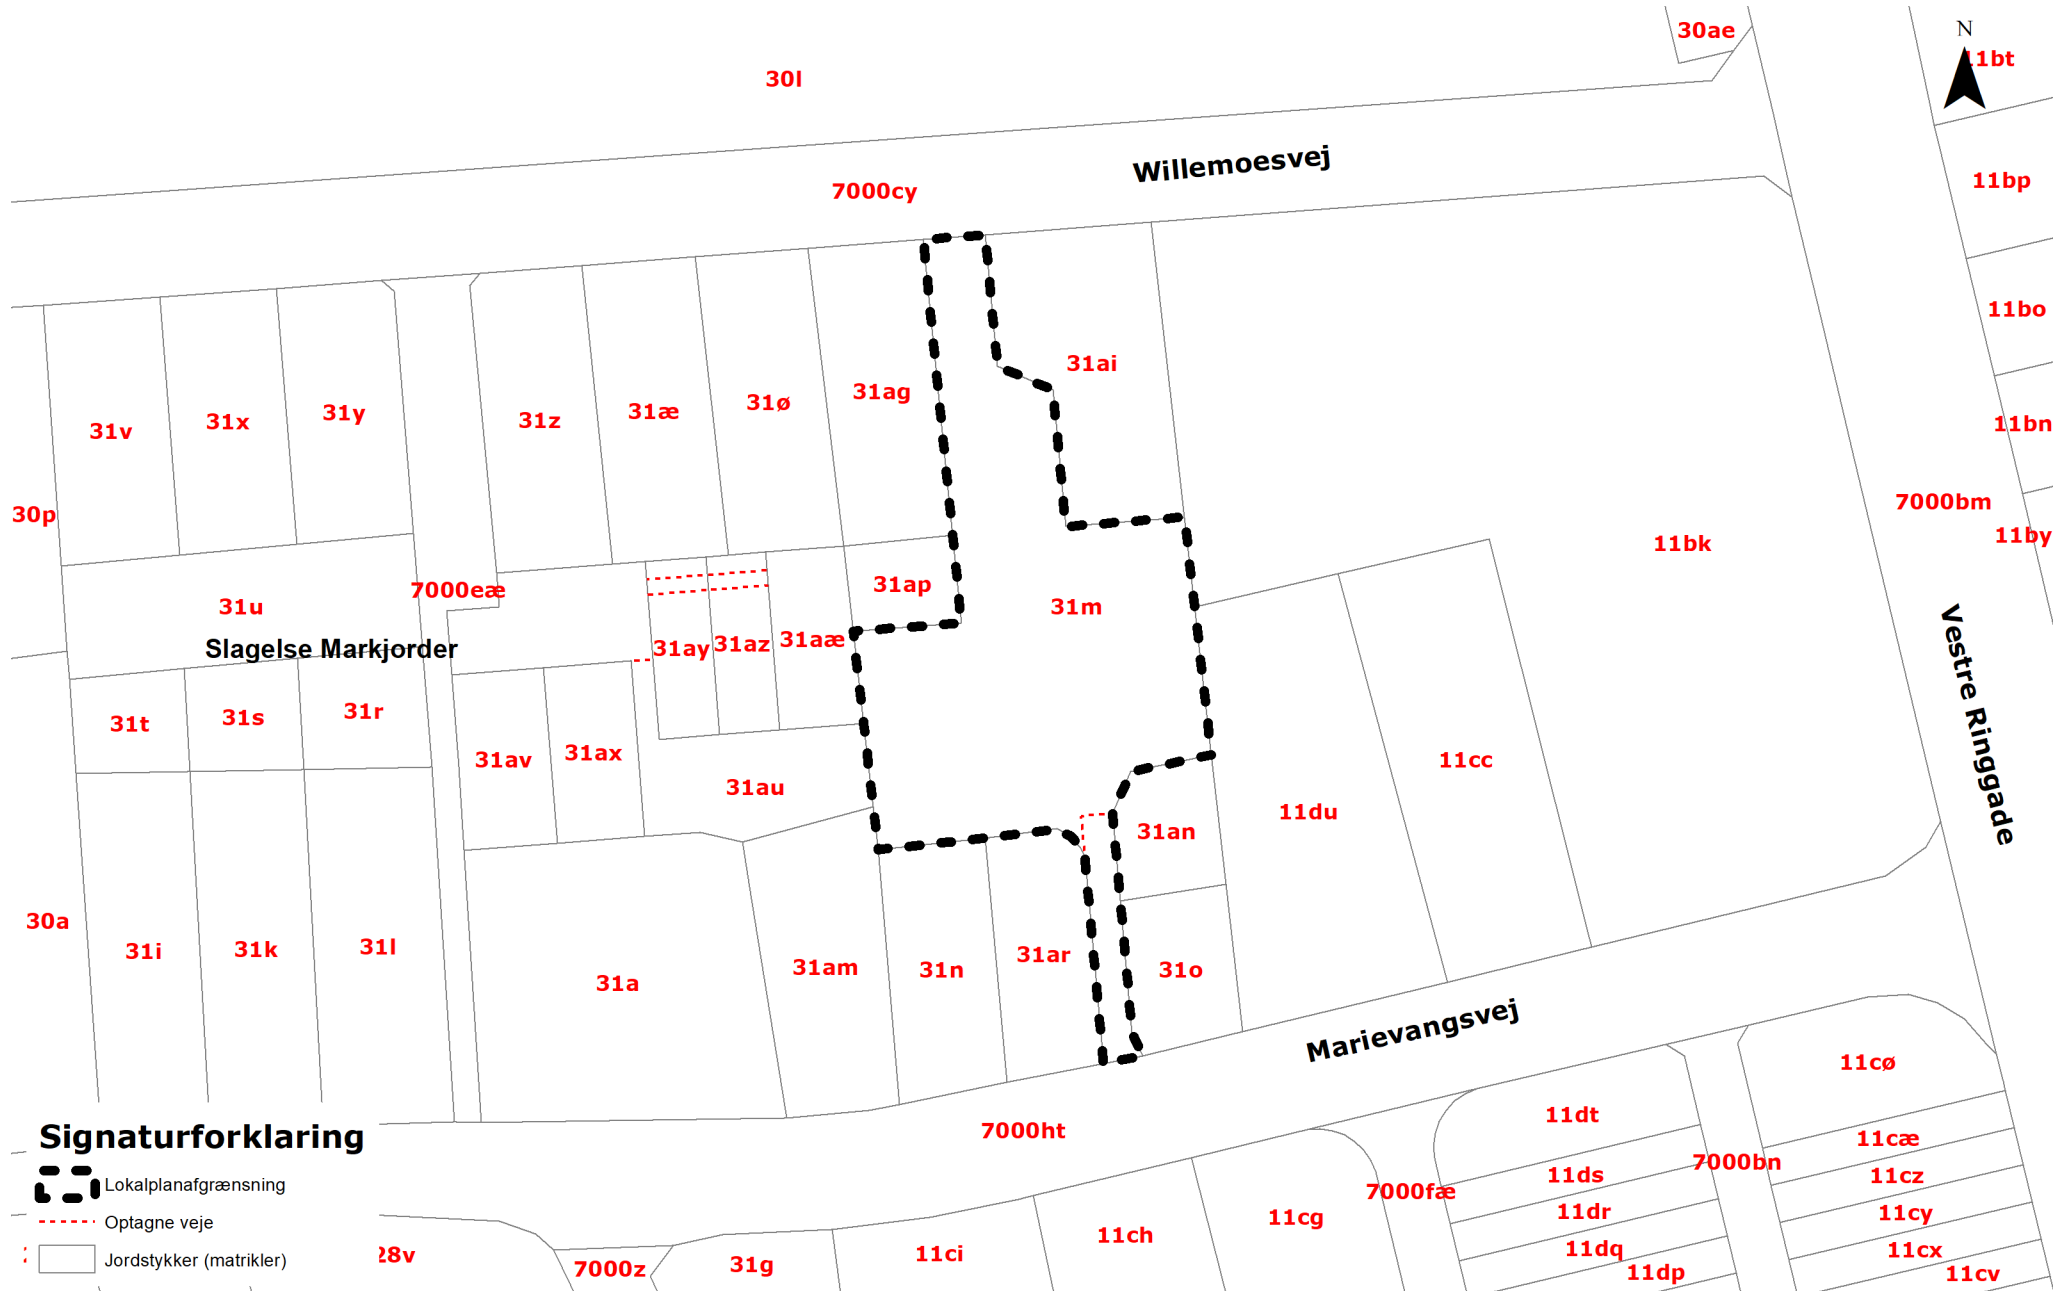 30ae
N
11bt
30l
Willemoesvej
7000cy
11bp
11bo
31ai
31ag
31ø
31æ
31z
31y
31x
31v
11bn
7000bm
30p
11by
11bk
31ap
7000eæ
31u
31m
Slagelse Markjorder
31ay
31az
31aæ
Vestre Ringgade
31t
31s
31r
31av
31ax
11cc
31au
11du
31an
30a
31i
31k
31l
31a
31am
31n
31ar
31o
Marievangsvej
11cø
11dt
7000ht
Signaturforklaring
Lokalplanafgrænsning
Optagne veje
Jordstykker (matrikler)
11cæ
7000bn
11ds
11cz
7000fæ
11dr
11cy
11cg
11ch
11dq
11cx
11ci
28v
7000z
31g
11dp
11cv